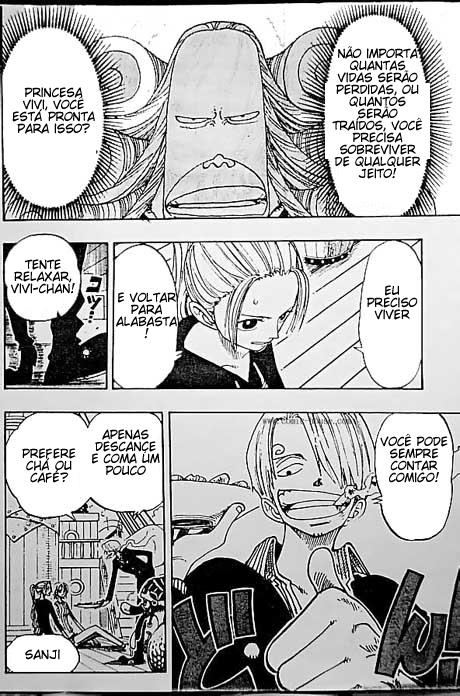 NÃO IMPORTA
QUANTAS
VIDAS SERÃO
PERDIDAS, OU
QUANTOS
SERÃO
TRAÍDOS, VOCÊ
PRECISA
SOBREVIVER
DE QUALQUER
JEITO!
PRINCESA
VIVI, VOCÊ
ESTÁ PRONTA
PARA ISSO?
EU
PRECISO
VIVER
E VOLTAR
PARA
ALABASTA
!
TENTE
RELAXAR,
VIVI-CHAN!
VOCÊ PODE
SEMPRE
CONTAR
COMIGO!
APENAS
DESCANÇE
E COMA UM
POUCO
PREFERE
CHÁ OU
CAFÉ?
SANJI